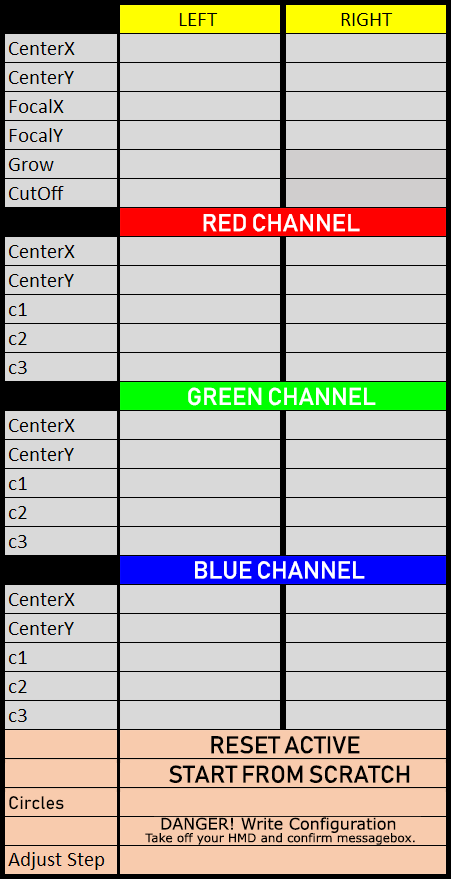 LEFT RIGHT
CenterX
CenterY
FocalX
FocalY
Grow
CutOff
RED CHANNEL
CenterX
CenterY
c1
c2
c3
GREEN CHANNEL
CenterX
CenterY
c1
c2
c3
BLUE CHANNEL
CenterX
CenterY
c1
c2
c3
RESET ACTIVE
START FROM SCRATCH
Circles
DANGER! Write Configuration
Take off your HMD and confirm messagebox.
Adjust Step